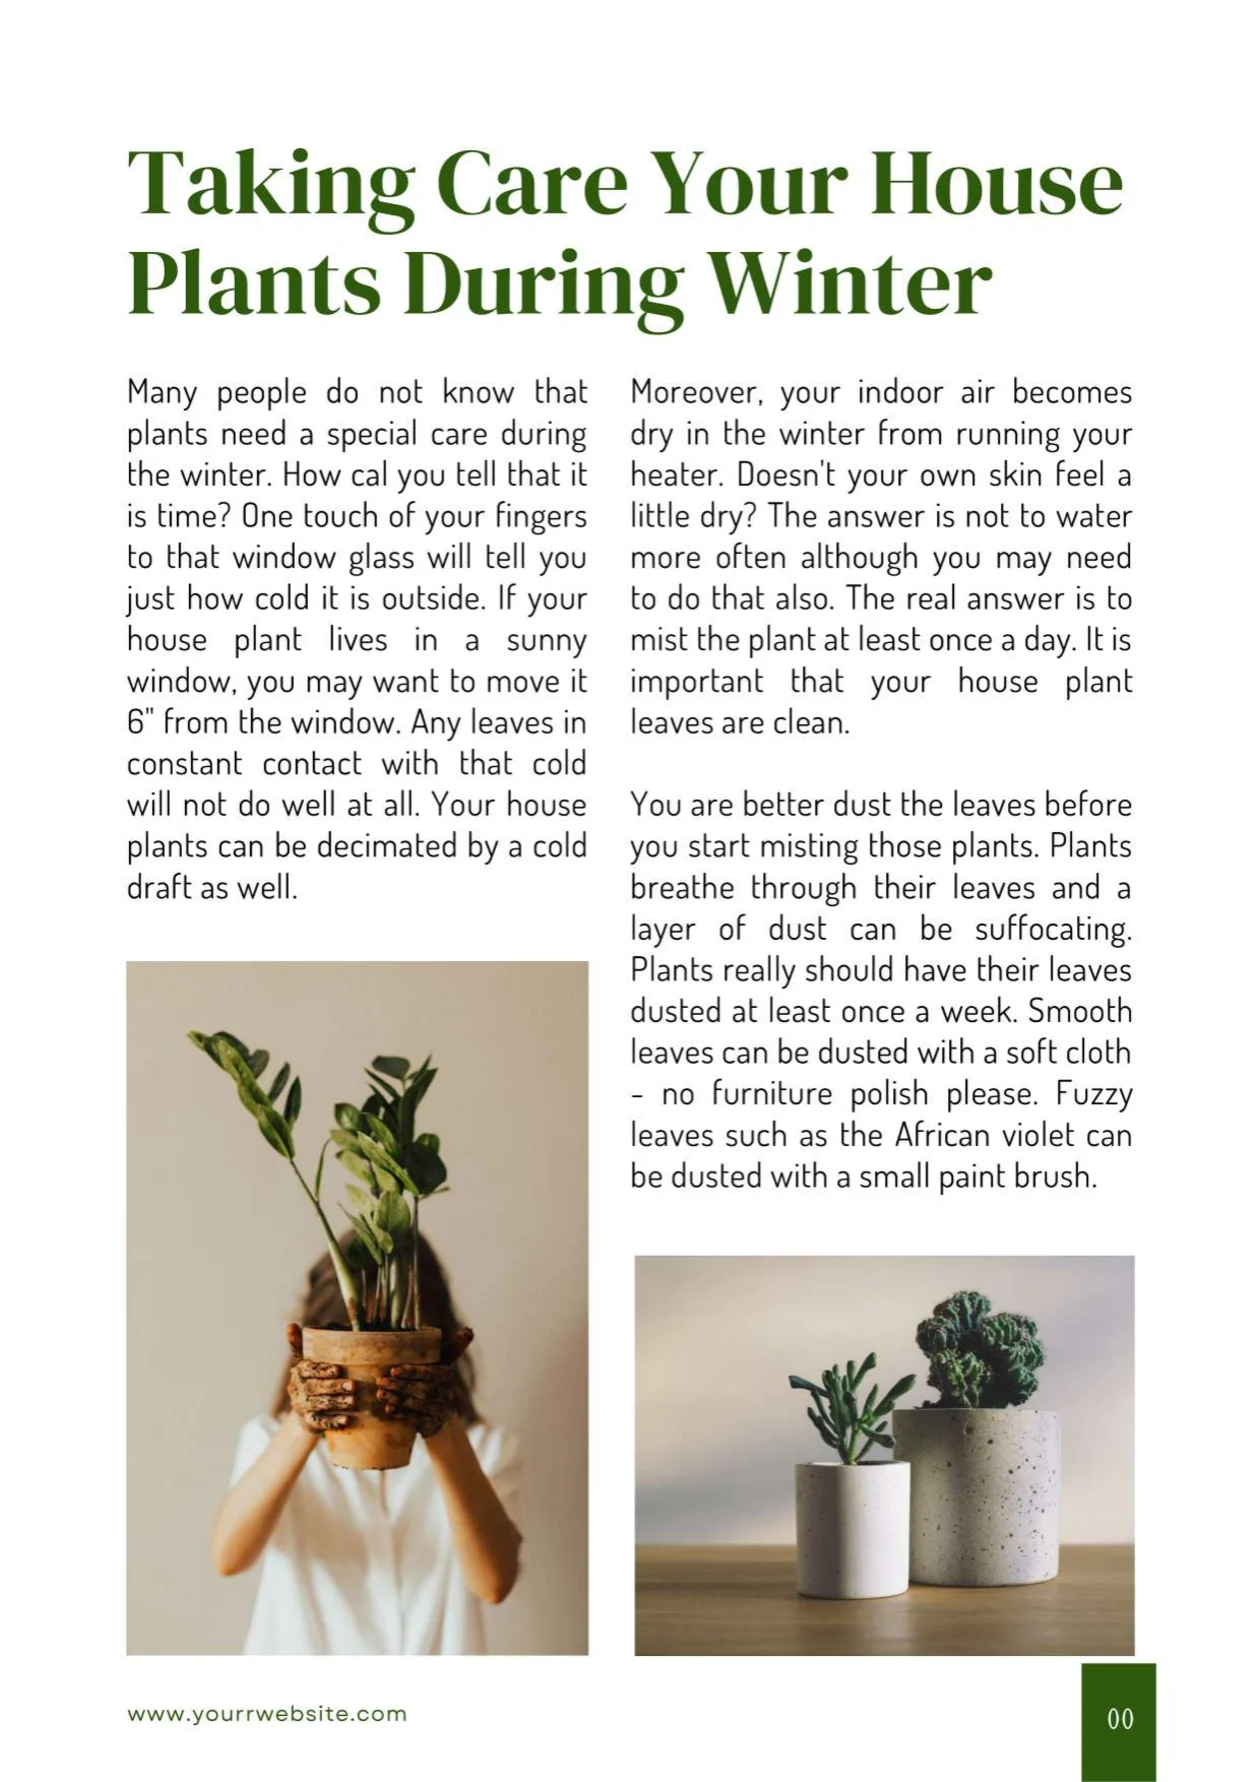 Taking Care Your House
Plants During Winter
Many people do not know that
plants need a special care during
the winter. How cal you tell that it
is time? One touch of your fingers
to that window glass will tell you
just how cold it is outside. If your
house plant lives in a sunny
window, you may want to move it
6" from the window. Any leaves in
constant contact with that cold
will not do well at all. Your house
plants can be decimated by a cold
draft as well.
Moreover, your indoor air becomes
dry in the winter from running your
heater. Doesn't your own skin feel a
little dry? The answer is not to water
more often although you may need
to do that also. The real answer is to
mist the plant at least once a day. It is
important that your house plant
leaves are clean.
You are better dust the leaves before
you start misting those plants. Plants
breathe through their leaves and a
layer of dust can be suffocating.
Plants really should have their leaves
dusted at least once a week. Smooth
leaves can be dusted with a soft cloth
- no furniture polish please. Fuzzy
leaves such as the African violet can
be dusted with a small paint brush.
www.yourrwebsite.com
00